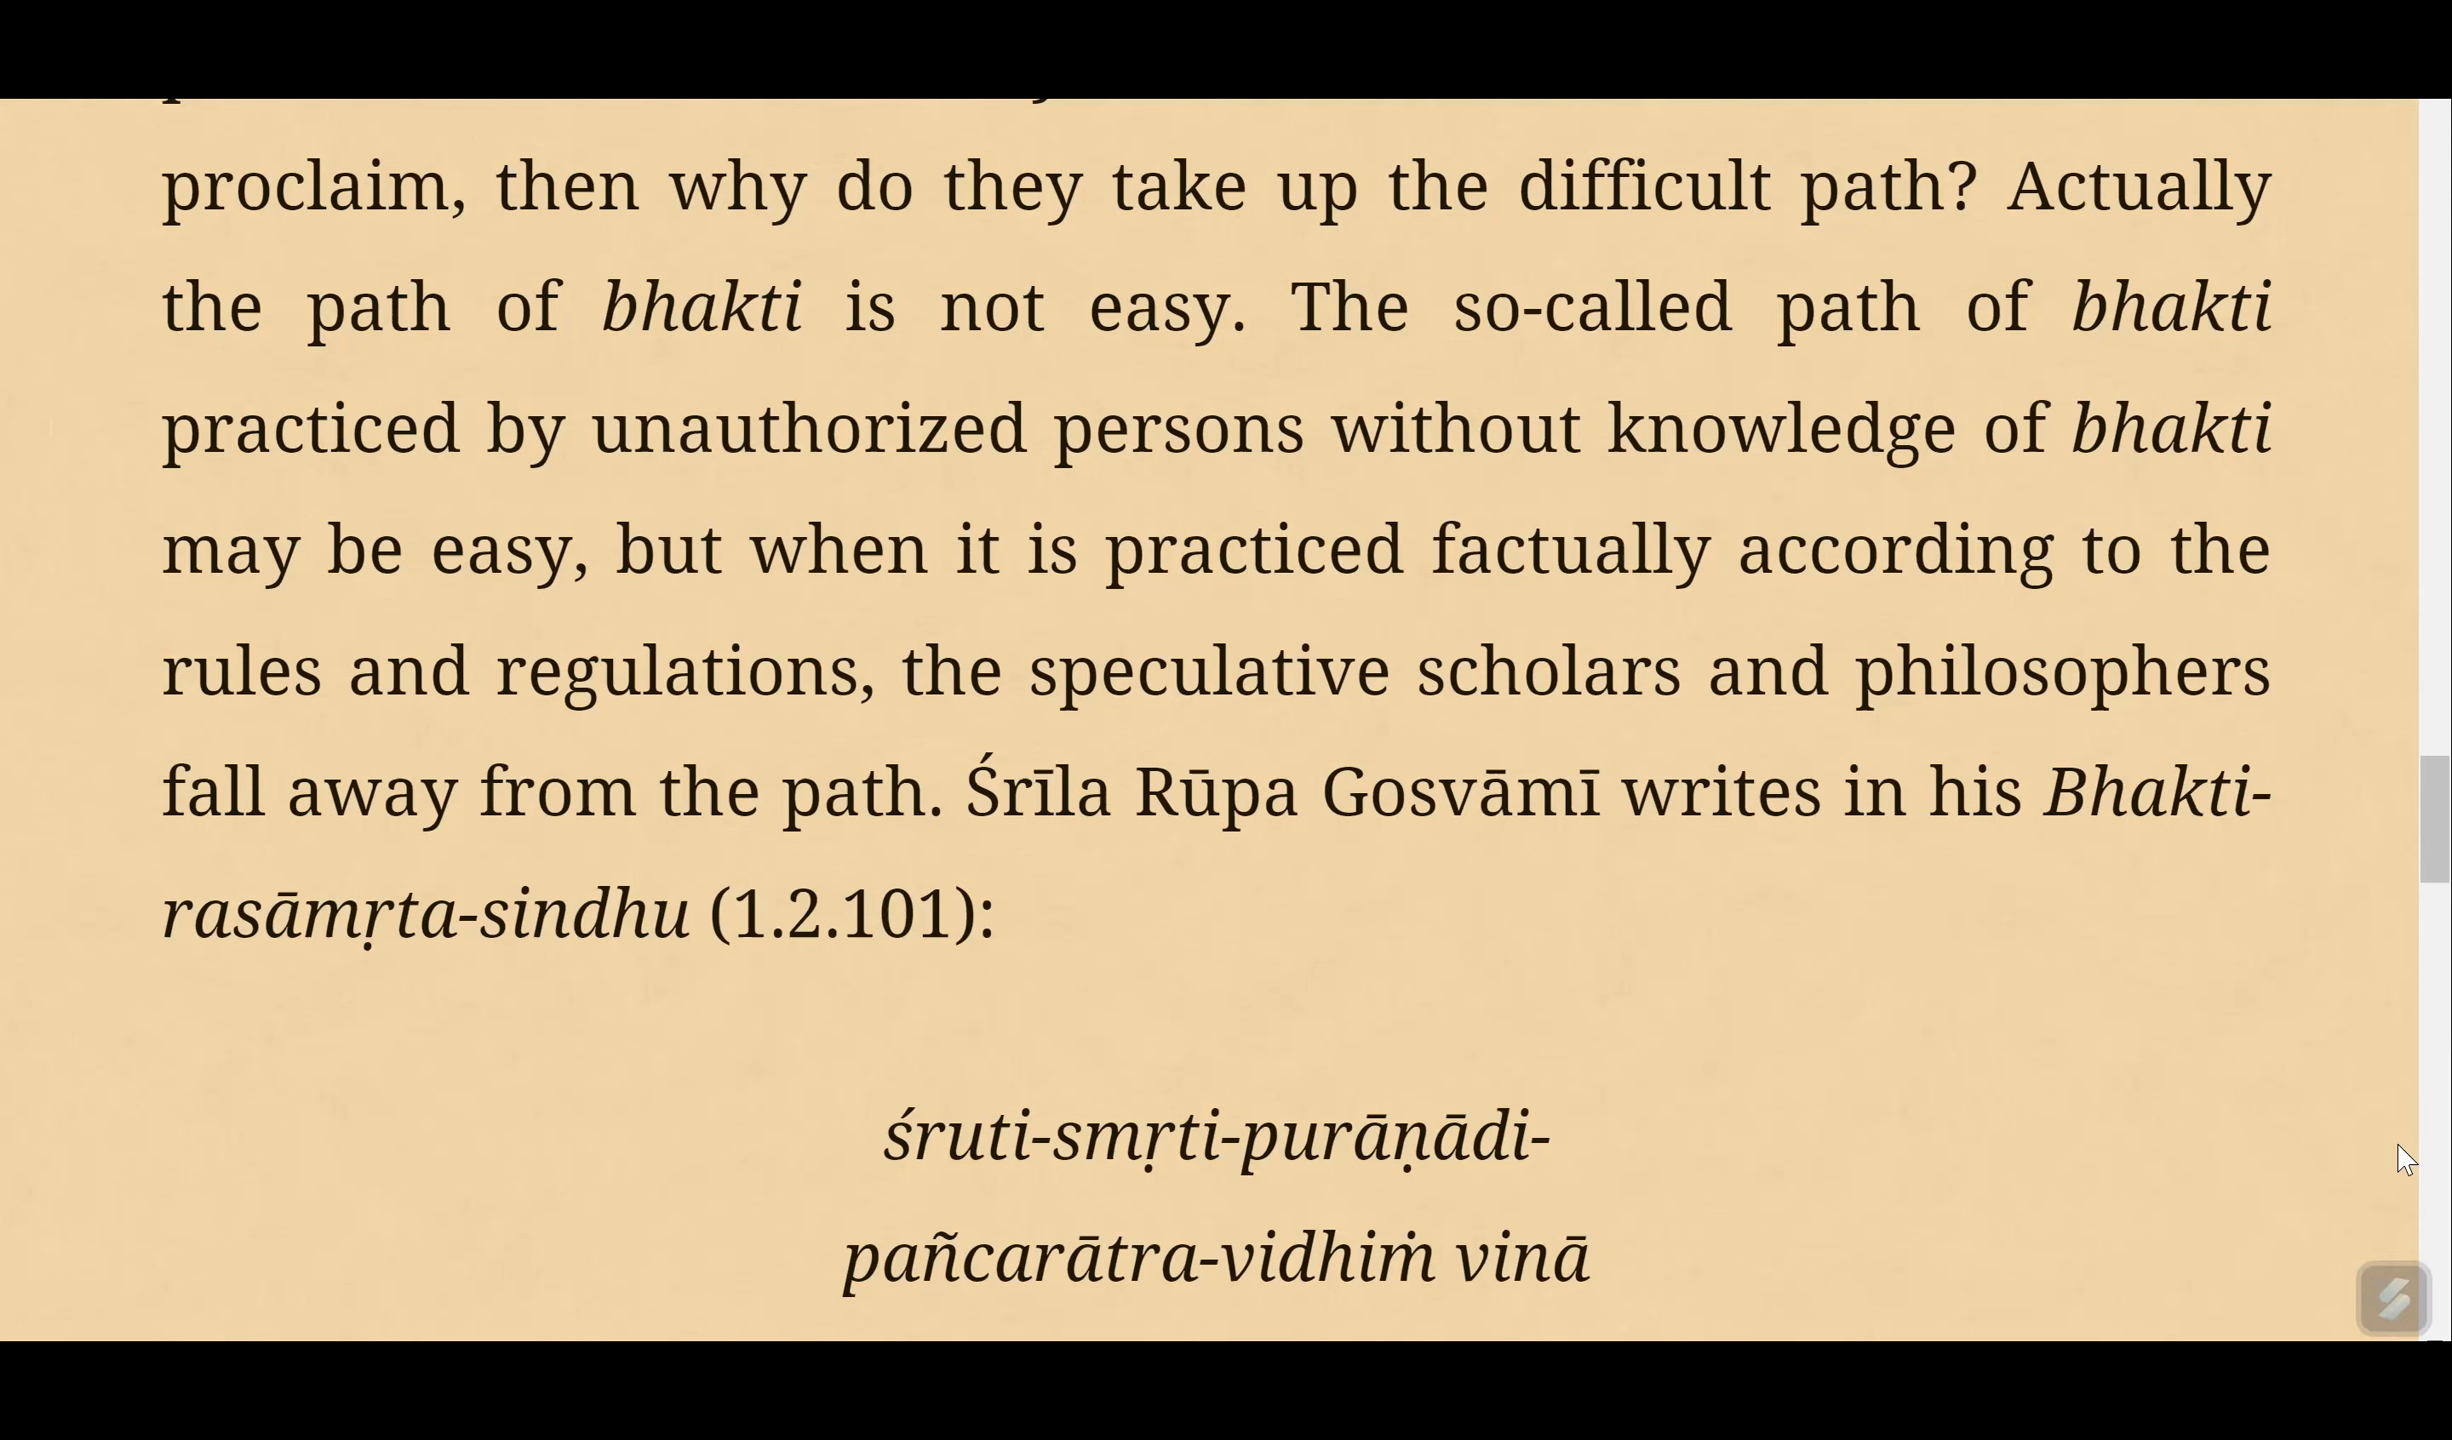 proclaim, then why do they take up the difficult path? Actually
the path of bhakti is not easy. The so-called path of bhakti
practiced by unauthorized persons without knowledge of bhakti
may be easy, but when it is practiced factually according to the
rules and regulations, the speculative scholars and philosophers
fall away from the path. Śrīla Rūpa Gosvāmī writes in his Bhakti-
rasāmṛta-sindhu (1.2.101):
śruti-smṛti-purāṇādi-
pañcarātra-vidhiṁ vinā